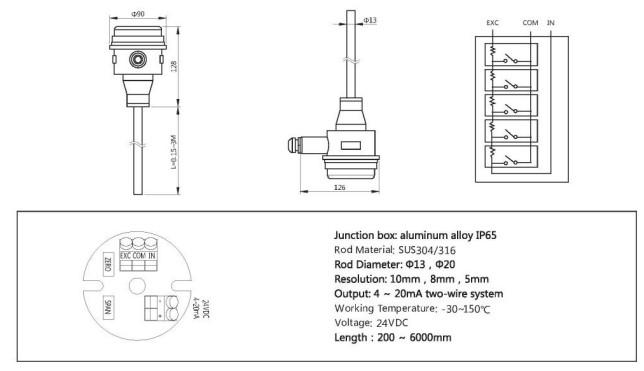 Φ90
128
L=0.15~3M
Φ13
126
EXC COM IN
EXC COM IN
ZERO
SPAN
-
+
24VDC
4-20mA
Junction box: aluminum alloy IP65
Rod Material: SUS304/316
Rod Diameter: Φ13 , Φ20
Resolution: 10mm , 8mm , 5mm
Output: 4 ~ 20mA two-wire system
Working Temperature: -30~150℃
Voltage: 24VDC
Length : 200 ~ 6000mm